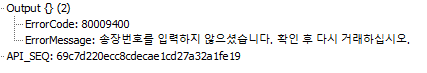 Output {} (2)
ErrorCode: 80009400
ErrorMessage: 송장번호를 입력하지 않으셨습니다. 확인 후 다시 거래하십시오.
API_SEQ: 69c7d220ecc8cdecae1cd27a32a1fe19